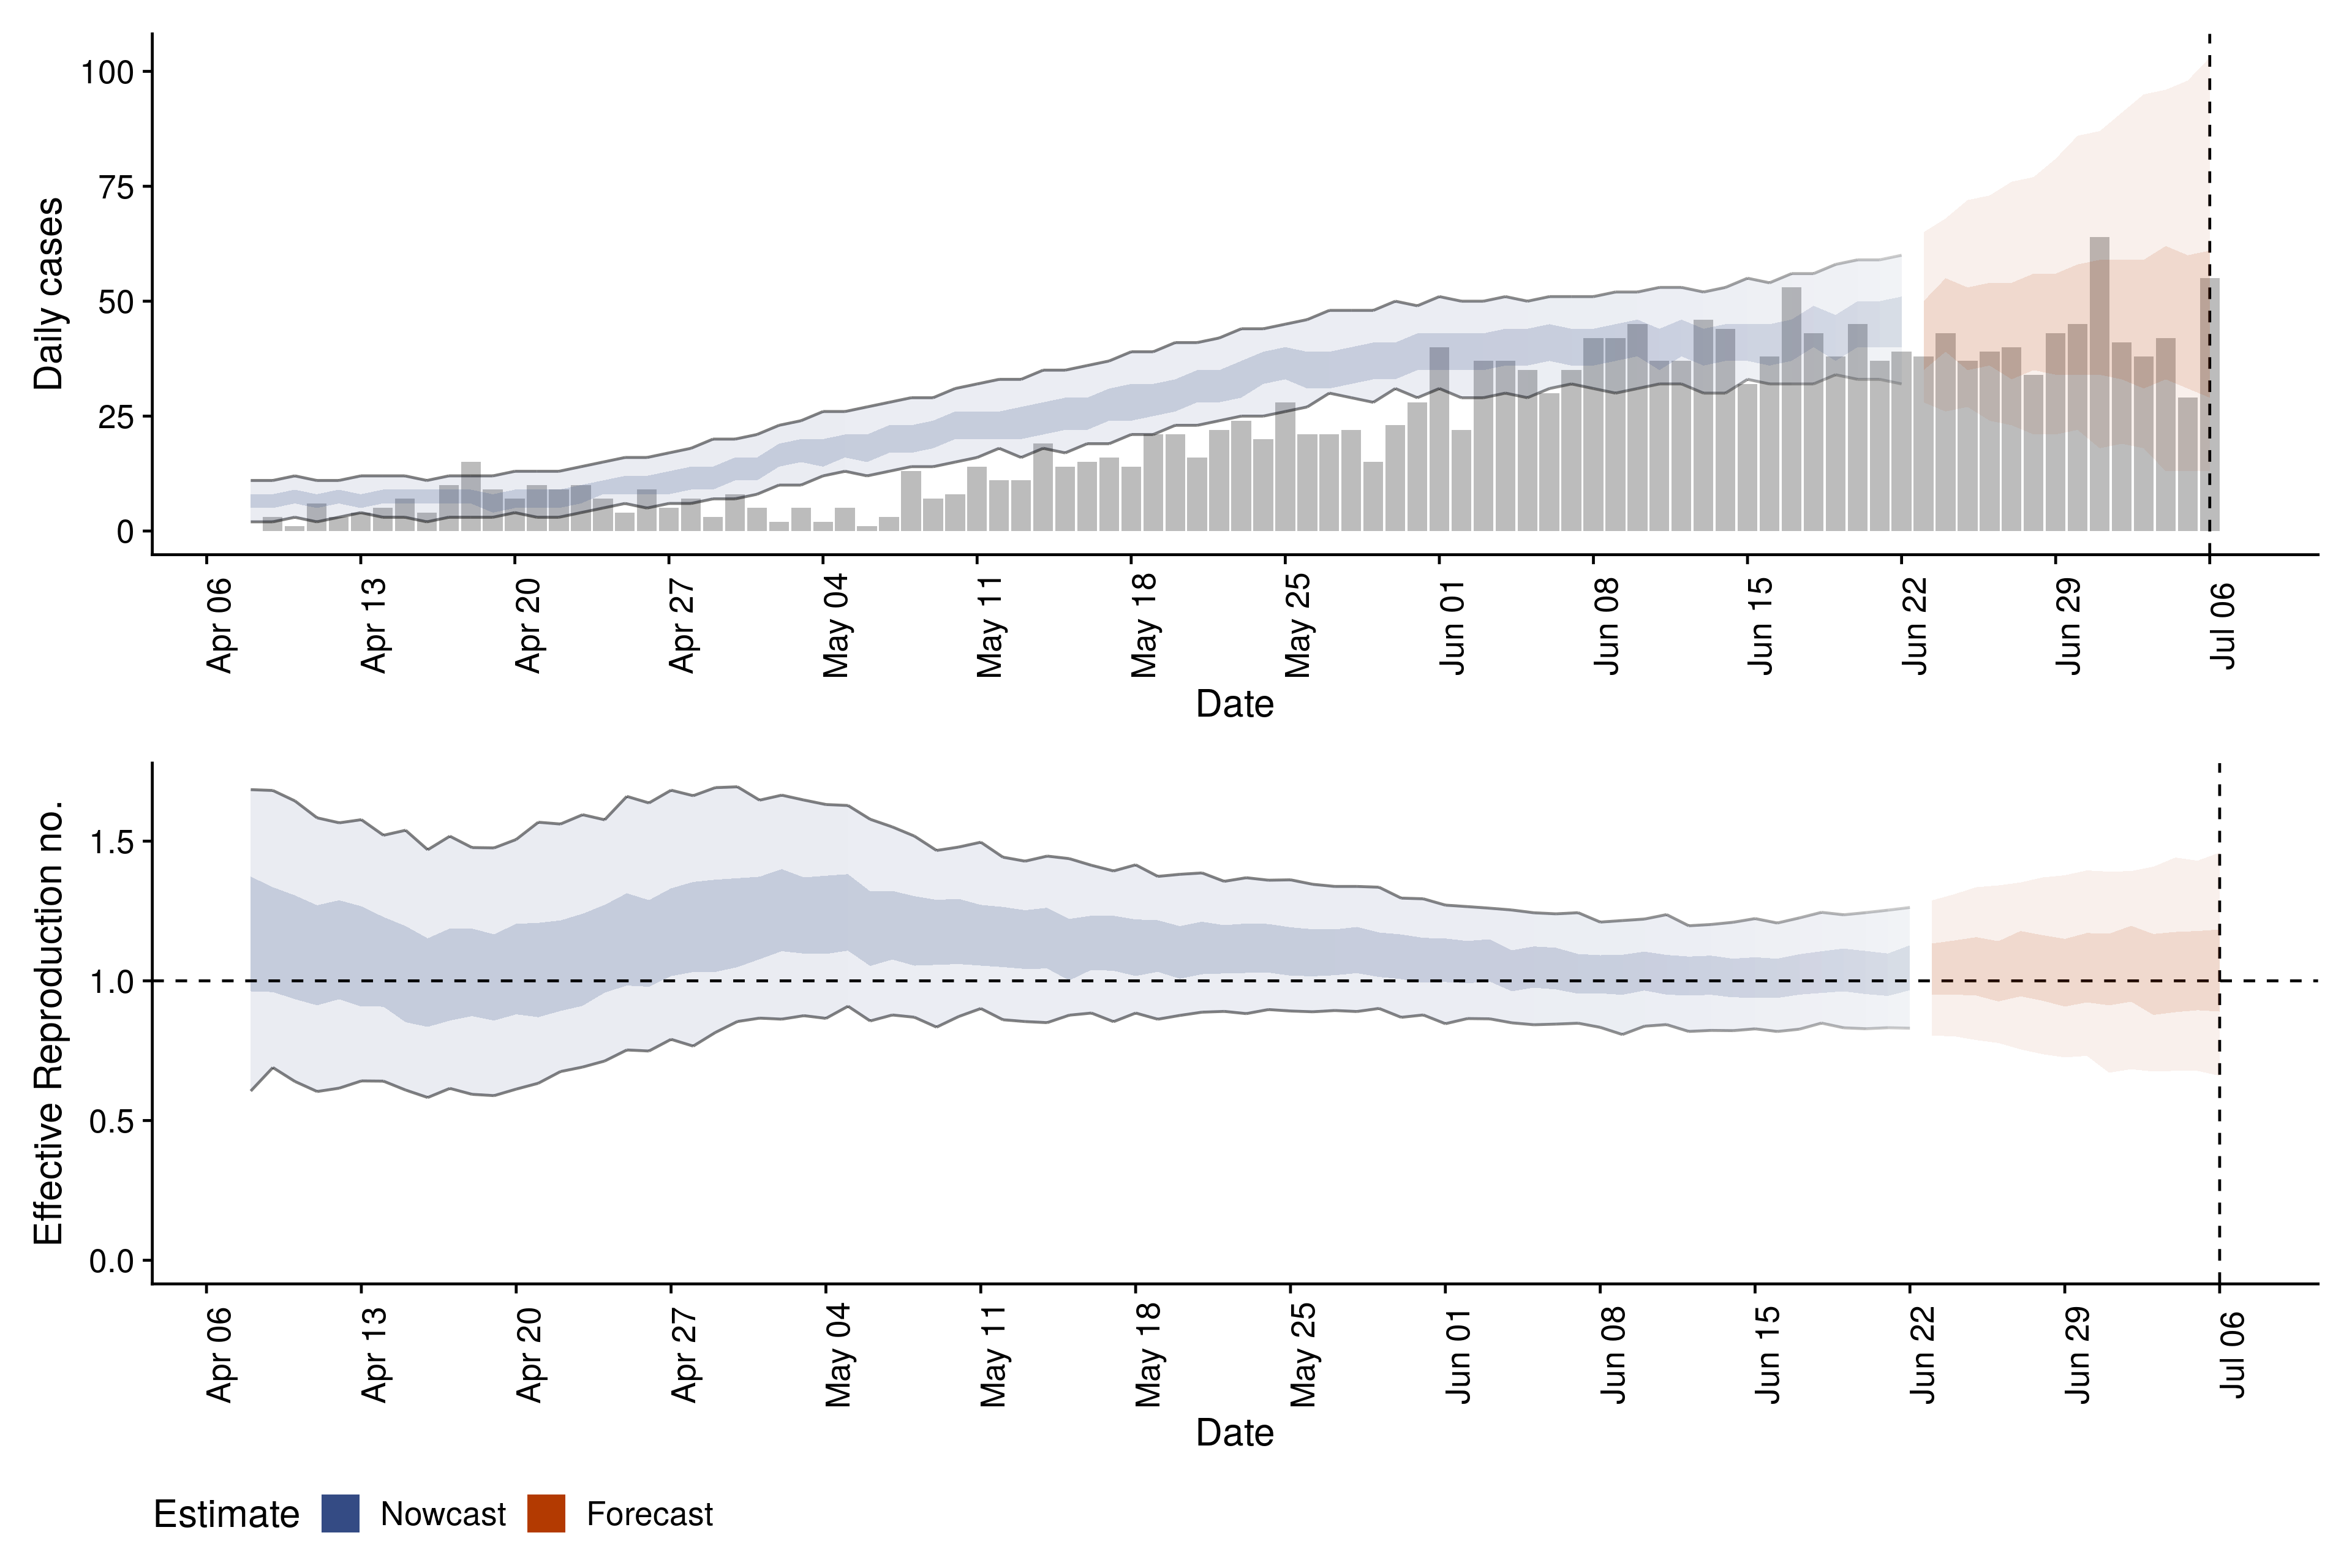 Daily cases
100
75
50
25
0
Apr 06
Apr 13
Apr 20
Apr 27
May 04
May 11
May 18
May 25
Jun 01
Jun 08
Jun 15
Jun 22
Jun 29
Jul 06
Date
Effective Reproduction no.
1.5
1.0
0.5
0.0
Apr 06
Apr 13
Apr 20
Apr 27
May 04
May 11
May 18
May 25
Jun 01
Jun 08
Jun 15
Jun 22
Jun 29
Jul 06
Date
Estimate Nowcast Forecast